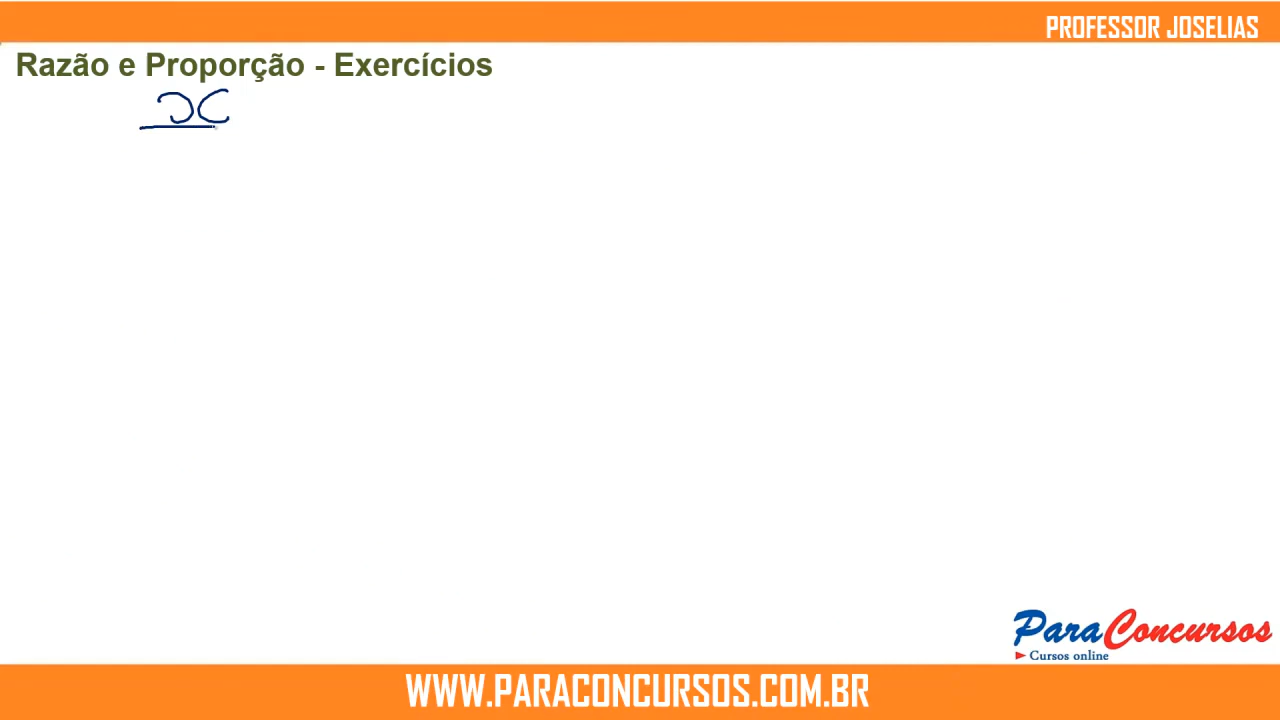 PROFESSOR JOSELIAS
Razão e Proporção - Exercícios
x
ParaConcursos
Cursos online
WWW.PARACONCURSOS.COM.BR